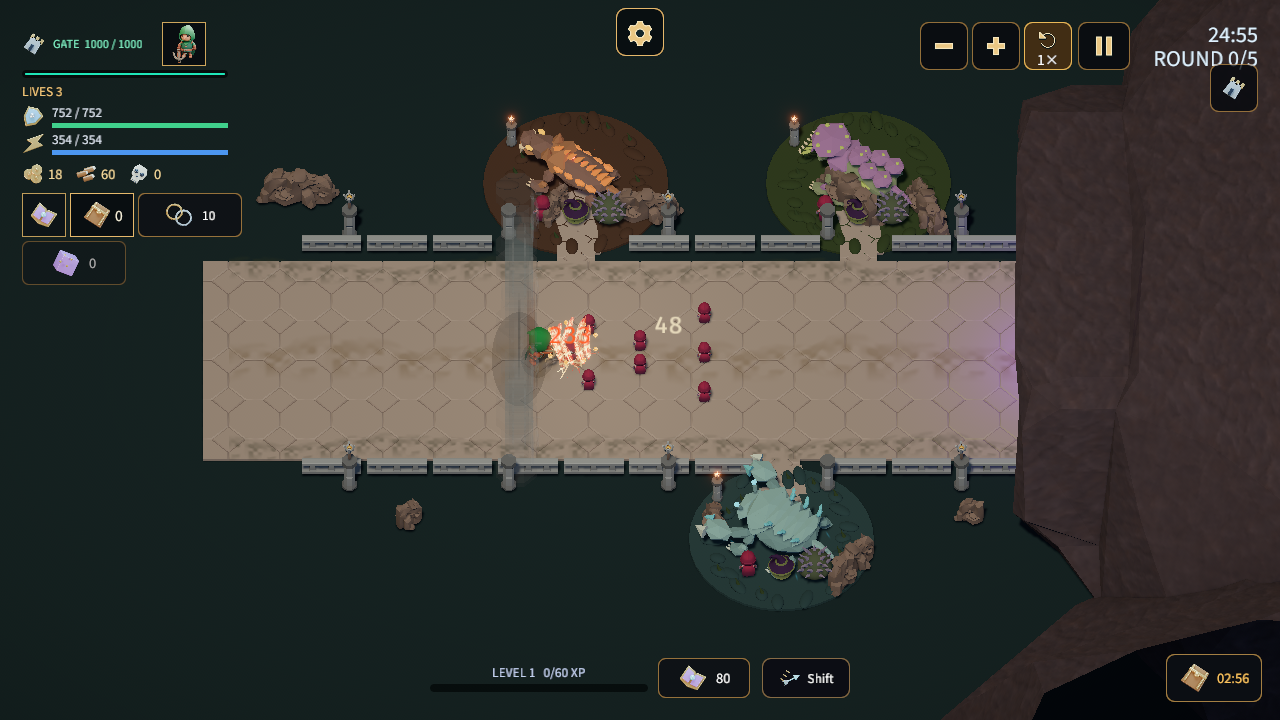 GATE 1000 / 1000
LIVES 3
752 / 752
354 / 354
18 60 0
0 10
0
1×
24:55
ROUND 0/5
48
LEVEL 1 0/60 XP
80
Shift
02:56